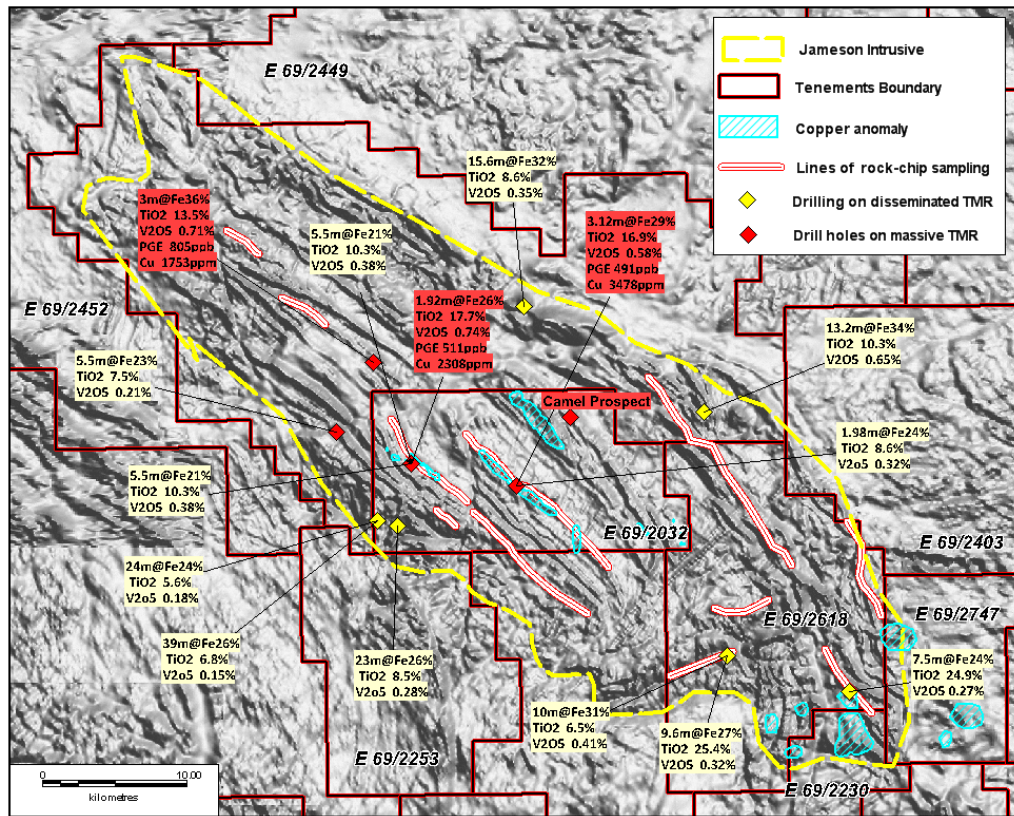 Jameson Intrusive
Tenements Boundary
Copper anomaly
Lines of rock-chip sampling
Drilling on disseminated TMR
Drill holes on massive TMR
E 69/2449
15.6m@Fe32%
TiO2 8.6%
V2O5 0.35%
3m@Fe36%
TiO2 13.5%
V2O5 0.71%
PGE 805ppb
Cu 1753ppm
5.5m@Fe21%
TiO2 10.3%
V2O5 0.38%
3.12m@Fe29%
TiO2 16.9%
V2O5 0.58%
PGE 491ppb
Cu 3478ppm
1.92m@Fe26%
TiO2 17.7%
V2O5 0.74%
PGE 511ppb
Cu 2308ppm
E 69/2452
13.2m@Fe34%
TiO2 10.3%
V2O5 0.65%
5.5m@Fe23%
TiO2 7.5%
V2O5 0.21%
Camel Prospect
1.98m@Fe24%
TiO2 8.6%
V2o5 0.32%
5.5m@Fe21%
TiO2 10.3%
V2O5 0.38%
E 69/2032
E 69/2403
24m@Fe24%
TiO2 5.6%
V2o5 0.18%
E 69/2618
E 69/2747
39m@Fe26%
TiO2 6.8%
V2o5 0.15%
23m@Fe26%
TiO2 8.5%
V2o5 0.28%
7.5m@Fe24%
TiO2 24.9%
V2O5 0.27%
10m@Fe31%
TiO2 6.5%
V2O5 0.41%
9.6m@Fe27%
TiO2 25.4%
V2O5 0.32%
E 69/2253
E 69/2230
0 10.00
kilometres